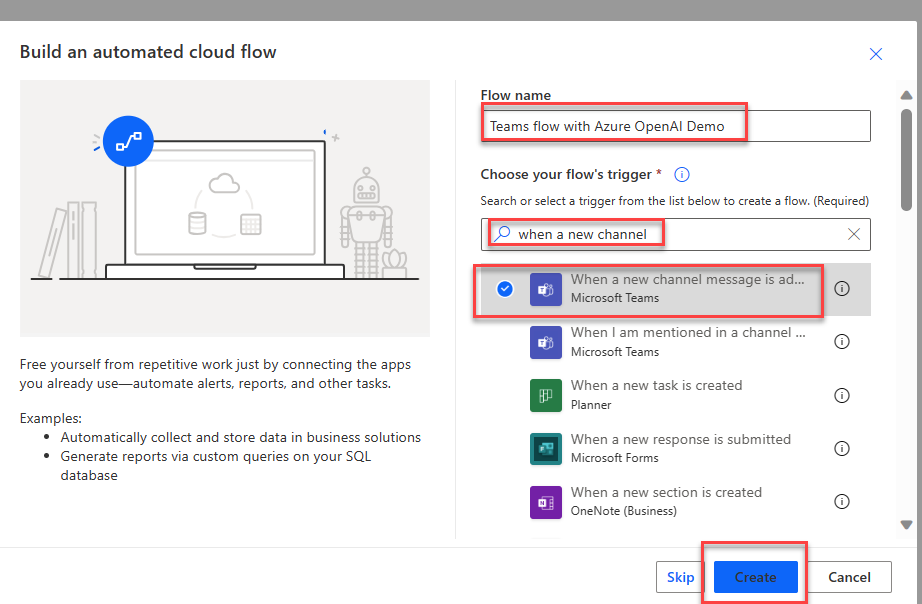 Build an automated cloud flow
Free yourself from repetitive work just by connecting the apps
you already use—automate alerts, reports, and other tasks.
Examples:
Automatically collect and store data in business solutions
Generate reports via custom queries on your SQL
database
Flow name
Teams flow with Azure OpenAI Demo
Choose your flow's trigger *
Search or select a trigger from the list below to create a flow. (Required)
when a new channel
When a new channel message is ad...
Microsoft Teams
When I am mentioned in a channel ...
Microsoft Teams
When a new task is created
Planner
When a new response is submitted
Microsoft Forms
When a new section is created
OneNote (Business)
Skip
Create
Cancel